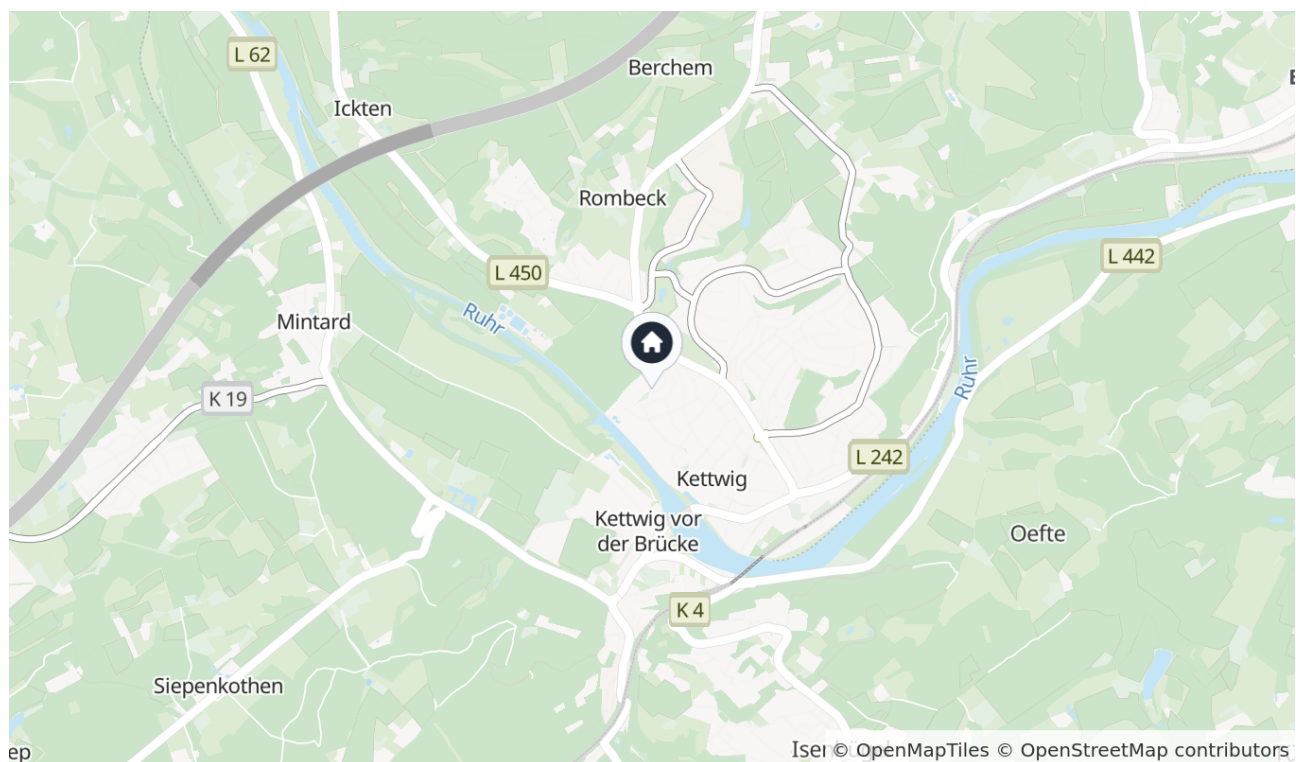 L 62
Berchem
Ickten
Rombeck
L 442
L 450
Ruhr
Mintard
Ruhr
K 19
L 242
Kettwig
Kettwig vor
der Brücke
Oefte
K 4
Siepenkothen
ep
© OpenMapTiles © OpenStreetMap contributors